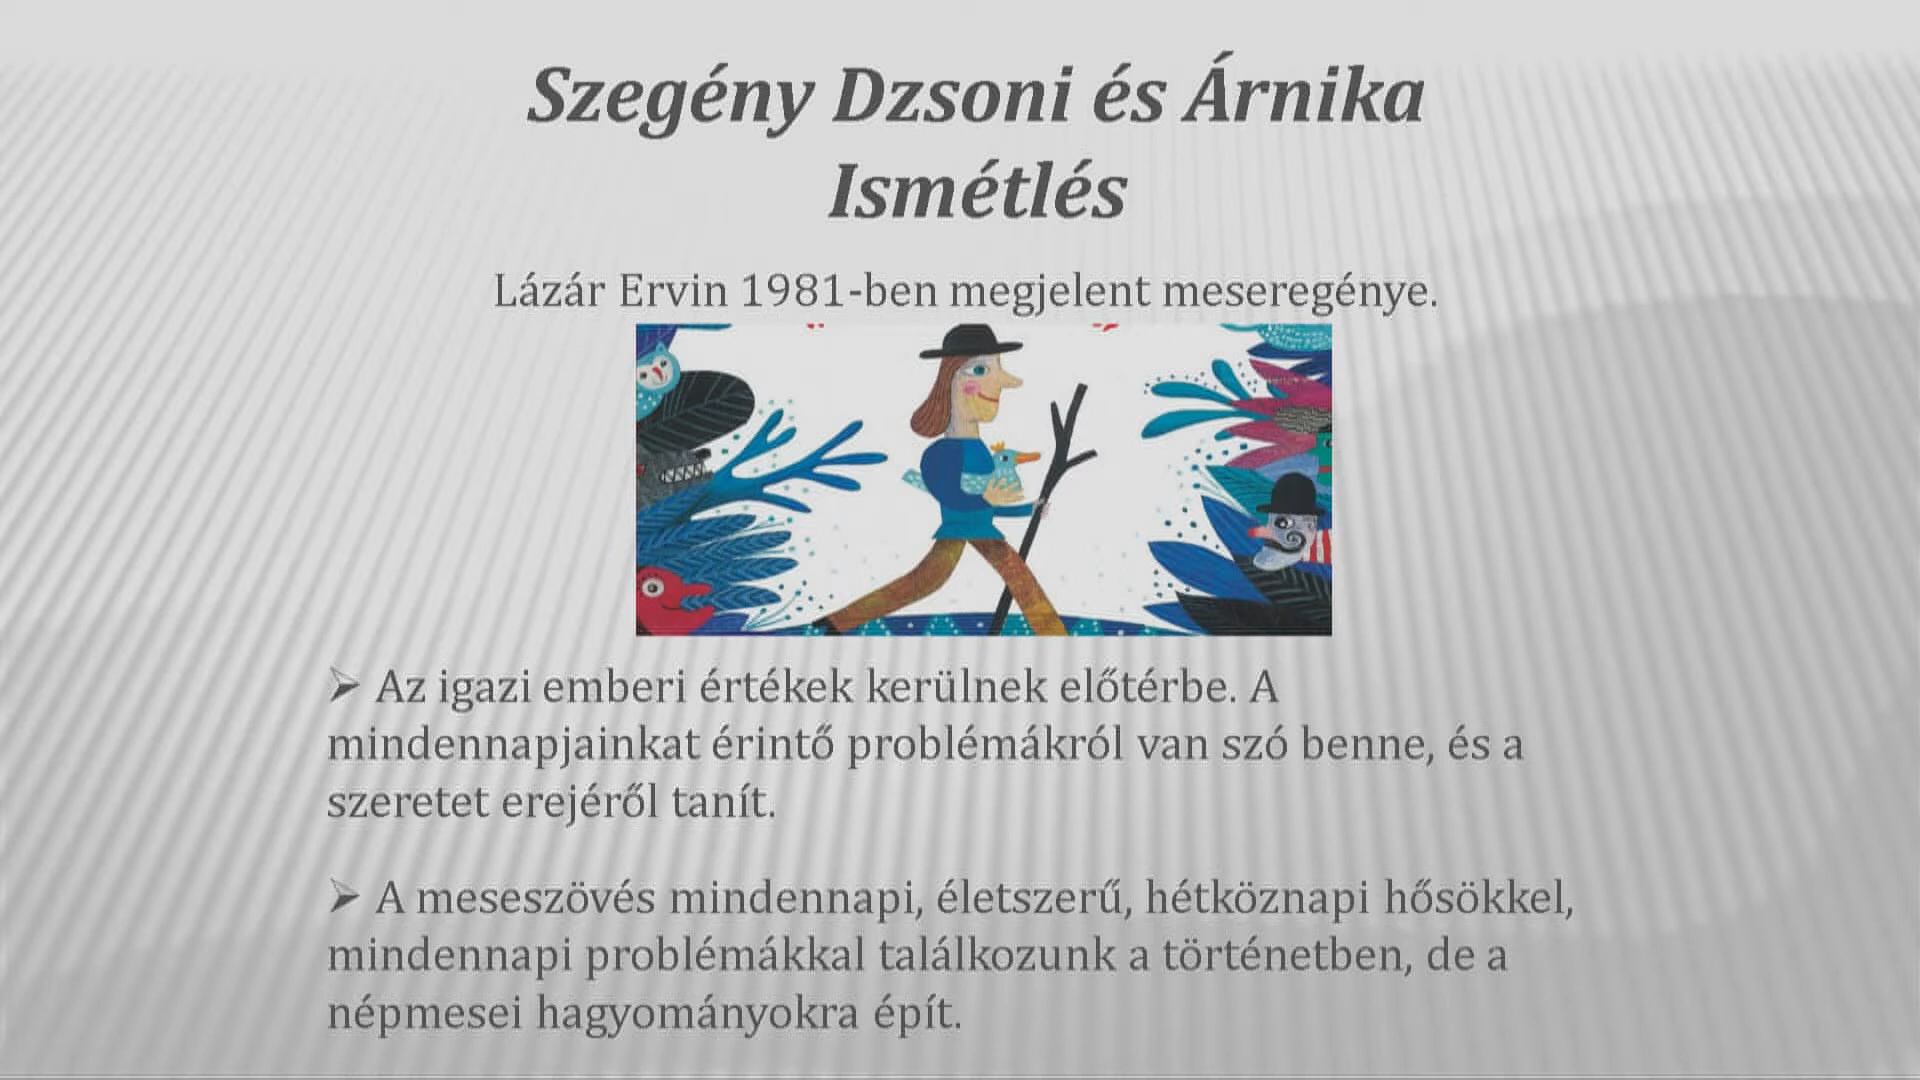 Szegény Dzsoni és Árnika
Ismétlés
Lázár Ervin 1981-ben megjelent meseregénye.
➢ Az igazi emberi értékek kerülnek előtérbe. A
mindennapjainkat érintő problémákról van szó benne, és a
szeretet erejéről tanít.
➢ A meseszövés mindennapi, életszerű, hétköznapi hősökkel,
mindennapi problémákkal találkozunk a történetben, de a
népmesei hagyományokra épít.